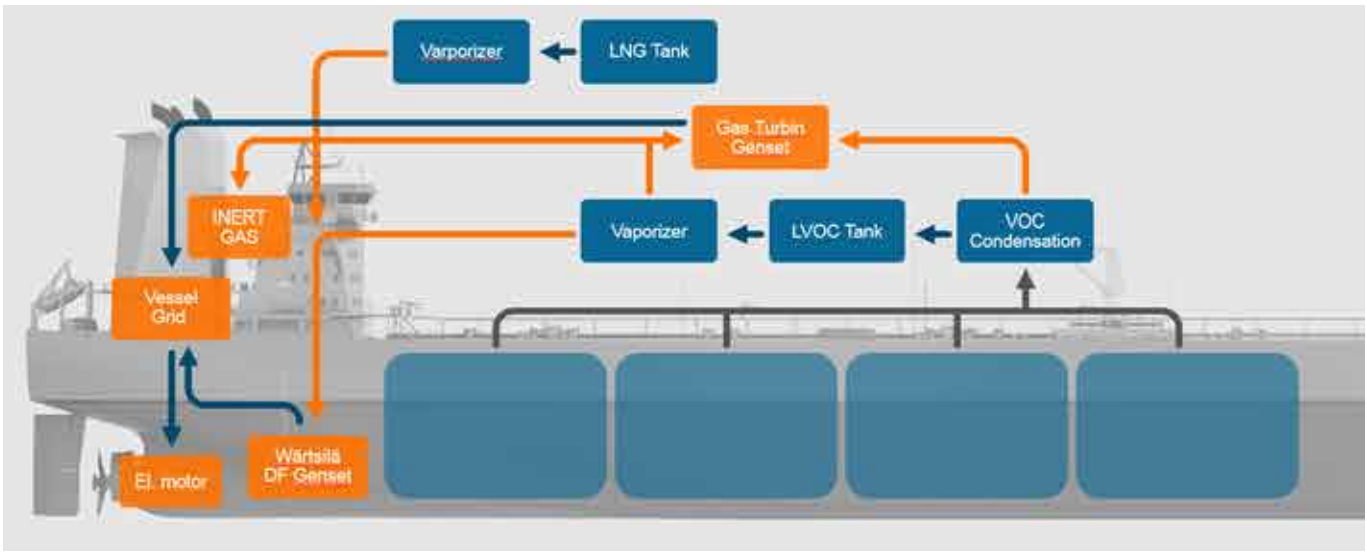 Varporizer
LNG Tank
Gas Turbin
Genset
INERT
GAS
Vaporizer
LVOC Tank
VOC
Condensation
Vessel
Grid
El. motor
Wärtsilä
DF Genset